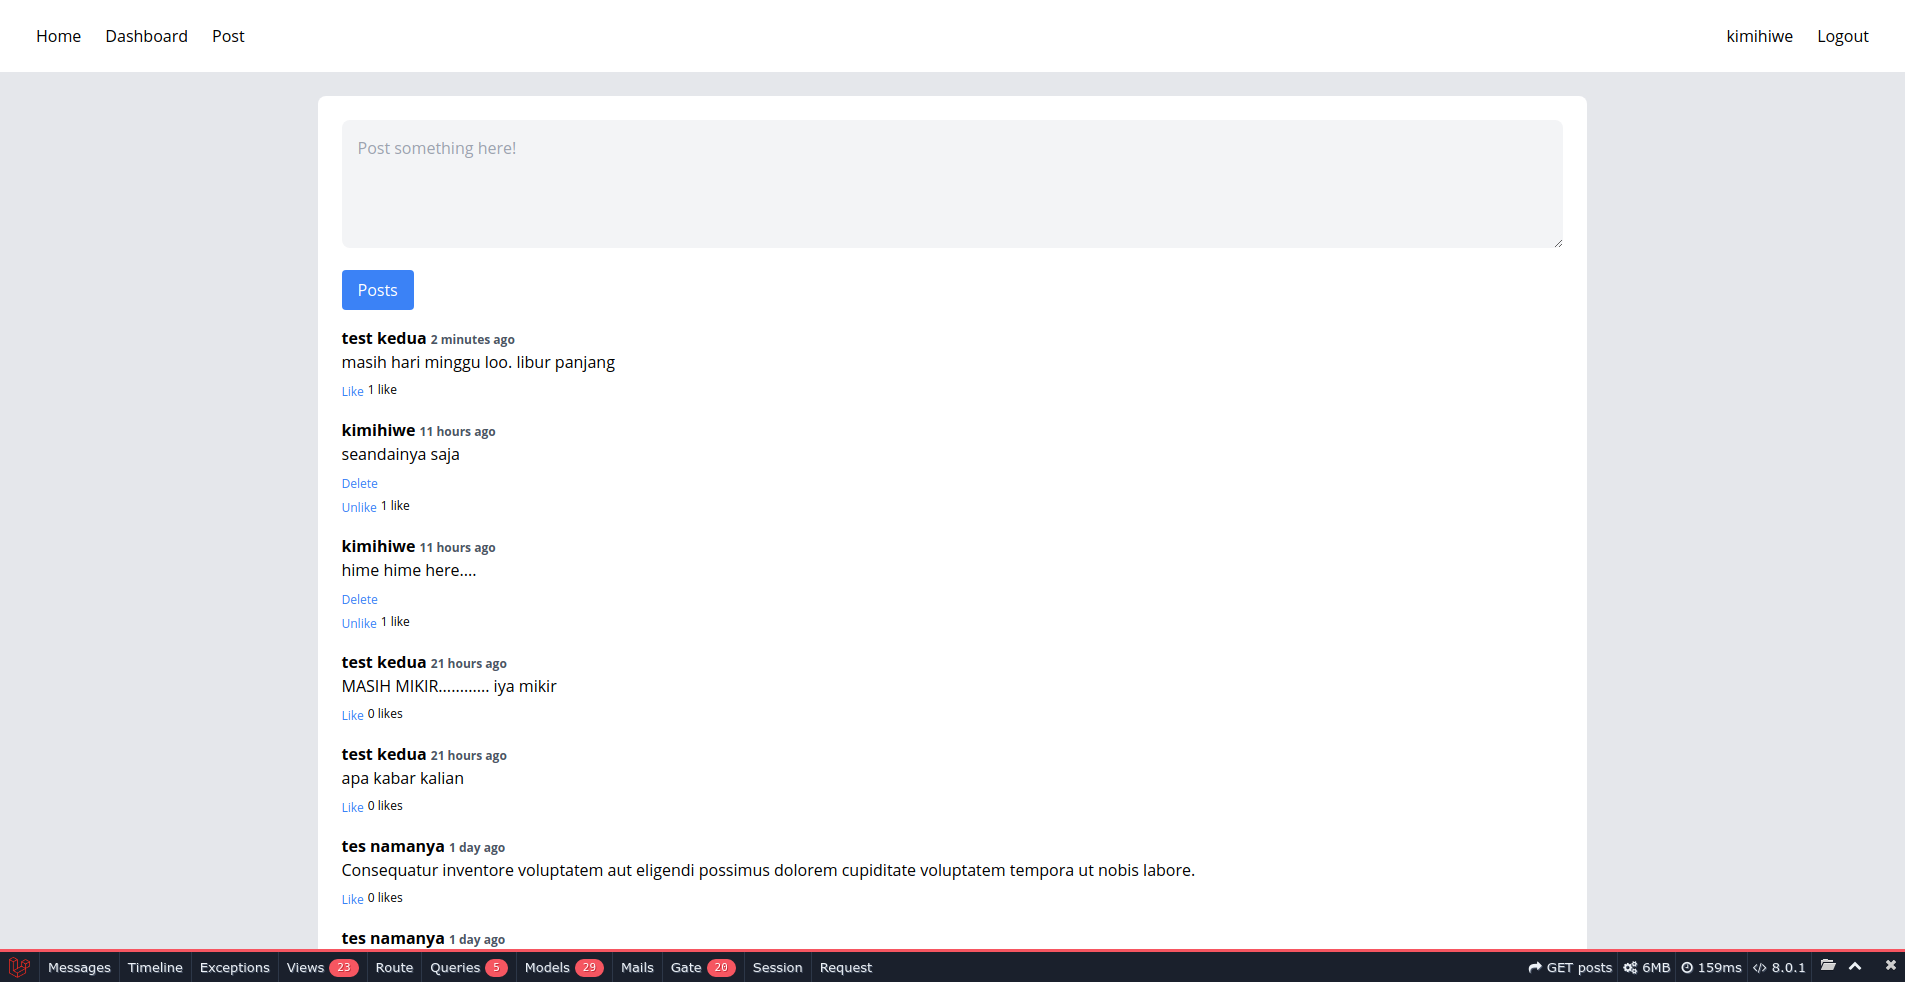 Home Dashboard Post kimihiwe Logout
Post something here!
Posts
test kedua 2 minutes ago
masih hari minggu loo. libur panjang
Like 1 like
kimihiwe 11 hours ago
seandainya saja
Delete
Unlike 1 like
kimihiwe 11 hours ago
hime hime here....
Delete
Unlike 1 like
test kedua 21 hours ago
MASIH MIKIR............ iya mikir
Like 0 likes
test kedua 21 hours ago
apa kabar kalian
Like 0 likes
tes namanya 1 day ago
Consequatur inventore voluptatem aut eligendi possimus dolorem cupiditate voluptatem tempora ut nobis labore.
Like 0 likes
tes namanya 1 day ago
Messages Timeline Exceptions Views 23 Route Queries 5 Models 29 Mails Gate 20 Session Request GET posts 6MB 159ms 8.0.1